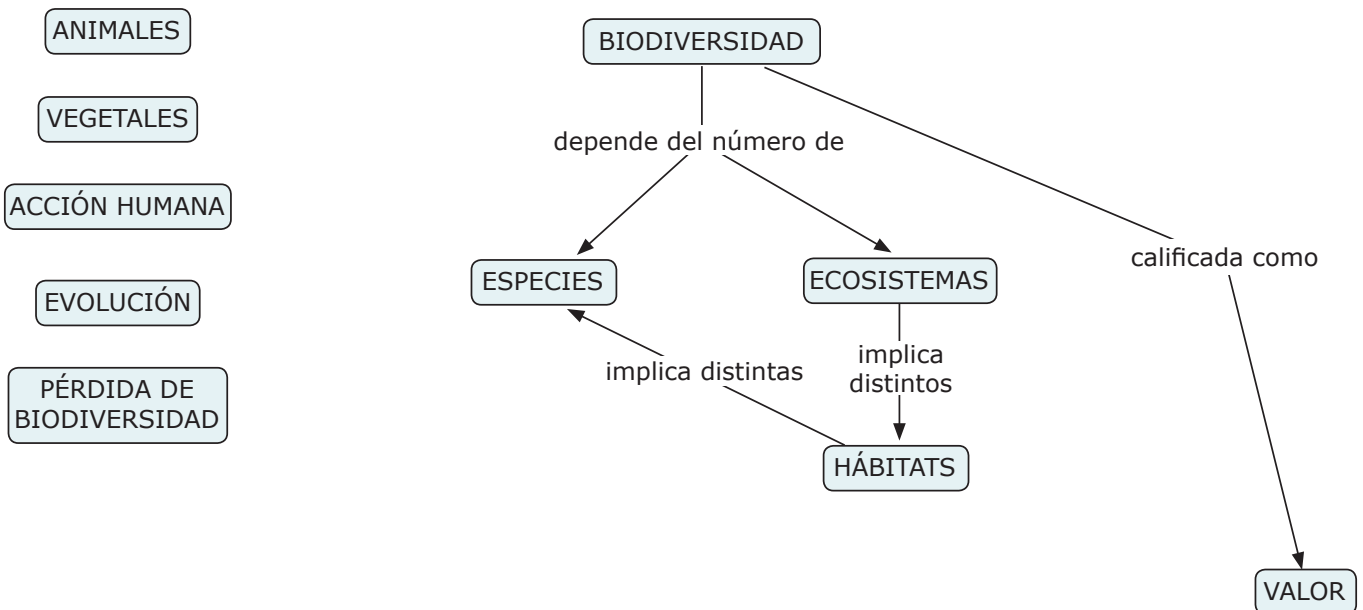 ANIMALES
VEGETALES
ACCIÓN HUMANA
EVOLUCIÓN
PÉRDIDA DE
BIODIVERSIDAD
BIODIVERSIDAD
depende del número de
ESPECIES
ECOSISTEMAS
calificada como
implica distintas
implica
distintos
HÁBITATS
VALOR